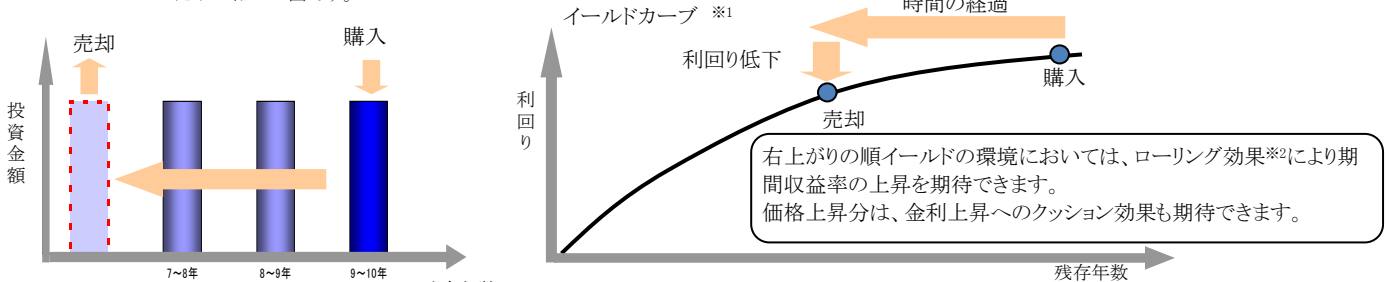 売却
購入
投資金額
7～8年
8～9年
9～10年
イールドカーブ ※1
時間の経過
利回り低下
購入
利回り
売却
右上がりの順イールドの環境においては、ローリング効果※2により期
間収益率の上昇を期待できます。
価格上昇分は、金利上昇へのクッション効果も期待できます。
残存年数